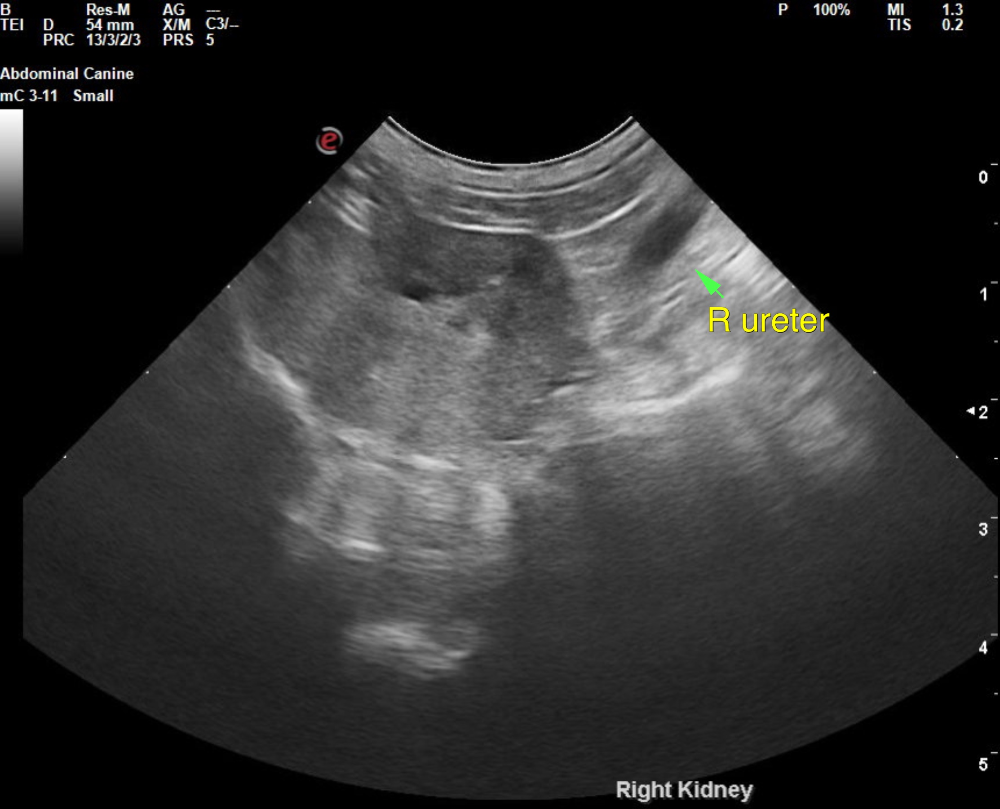 B Res-M AG --- P 100% MI 1.3
TEI D 54 mm X/M C3/-- TIS 0.2
PRC 13/3/2/3 PRS 5
Abdominal Canine
mC 3-11 Small
e
0
1
R ureter
2
3
4
5
Right Kidney